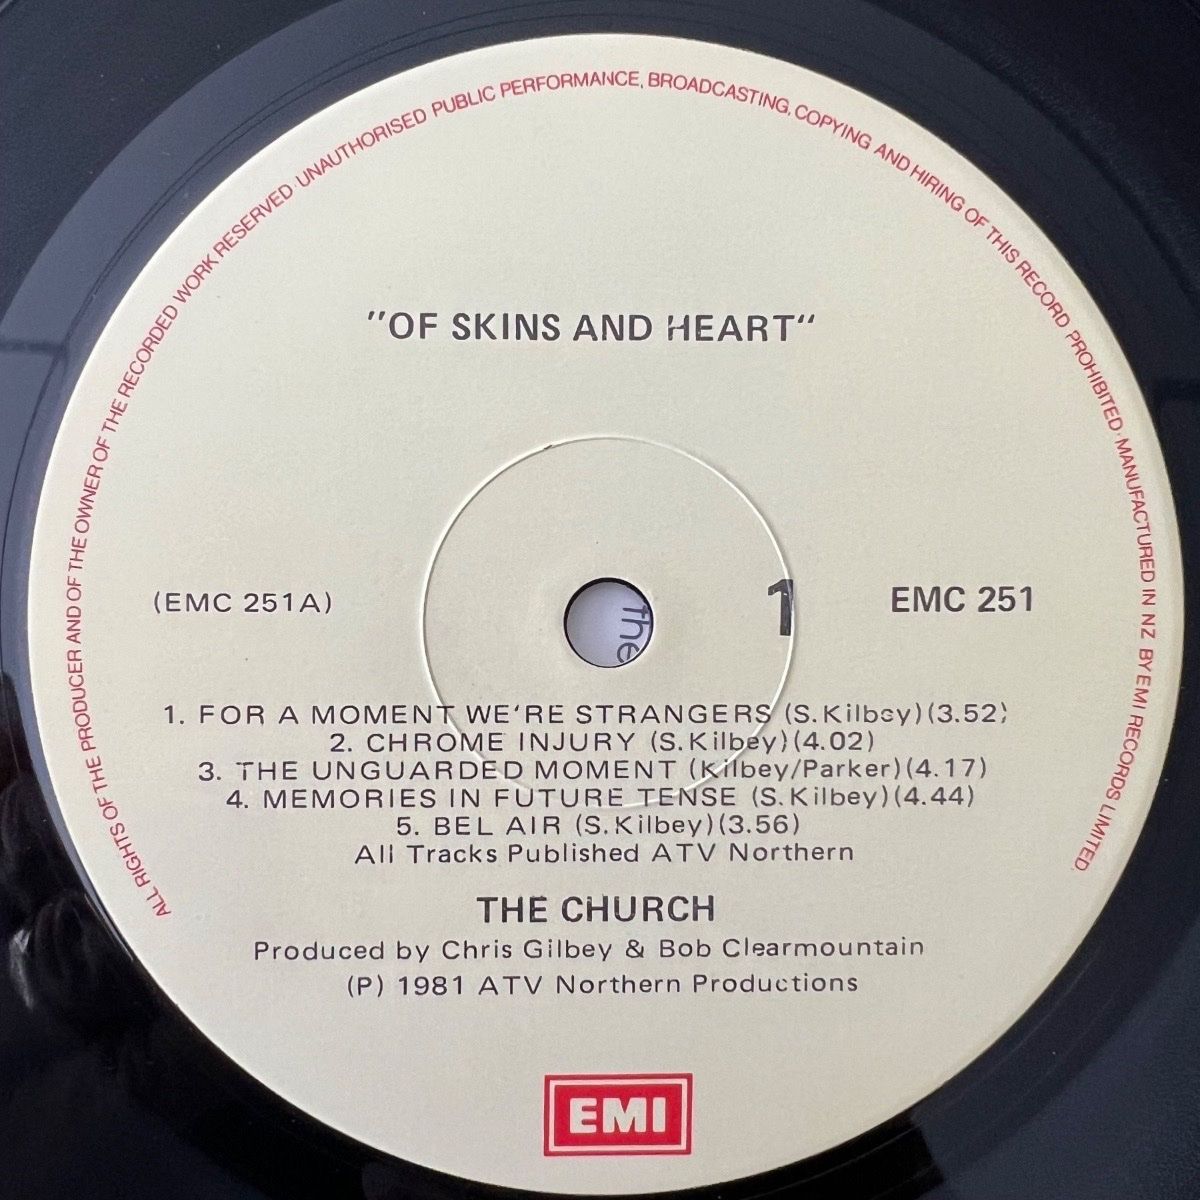 ALL RIGHTS OF THE PRODUCER AND OF THE OWNER OF THE RECORDED WORK RESERVED · UNAUTHORISED PUBLIC PERFORMANCE, BROADCASTING, COPYING AND HIRING OF THIS RECORD PROHIBITED · MANUFACTURED IN NZ BY EMI RECORDS LIMITED.
"OF SKINS AND HEART"
(EMC 251A)
the
1
EMC 251
1. FOR A MOMENT WE'RE STRANGERS (S.Kilbey)(3.52)
2. CHROME INJURY (S.Kilbey)(4.02)
3. THE UNGUARDED MOMENT (Kilbey/Parker)(4.17)
4. MEMORIES IN FUTURE TENSE (S.Kilbey)(4.44)
5. BEL AIR (S.Kilbey)(3.56)
All Tracks Published ATV Northern
THE CHURCH
Produced by Chris Gilbey & Bob Clearmountain
(P) 1981 ATV Northern Productions
EMI